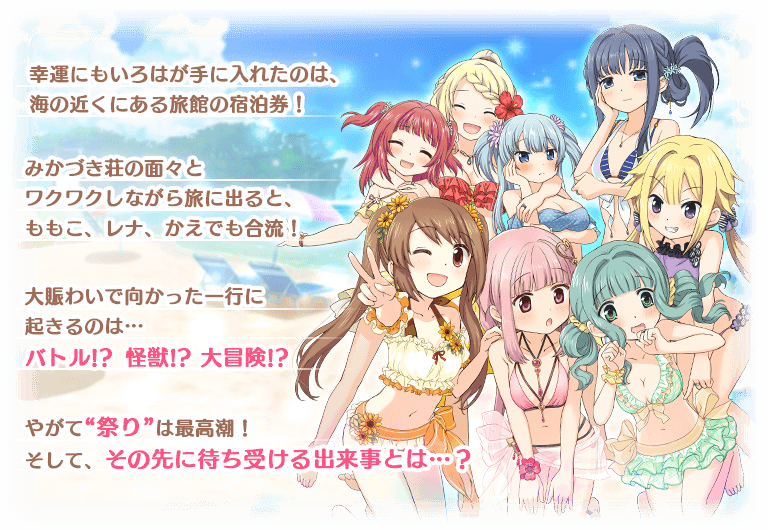 幸運にもいろはが手に入れたのは、
海の近くにある旅館の宿泊券！
みかづき荘の面々と
ワクワクしながら旅に出ると、
ももこ、レナ、かえでも合流！
大賑わいで向かった一行に
起きるのは…
バトル!? 怪獣!? 大冒険!?
やがて“祭り”は最高潮！
そして、その先に待ち受ける出来事とは…？